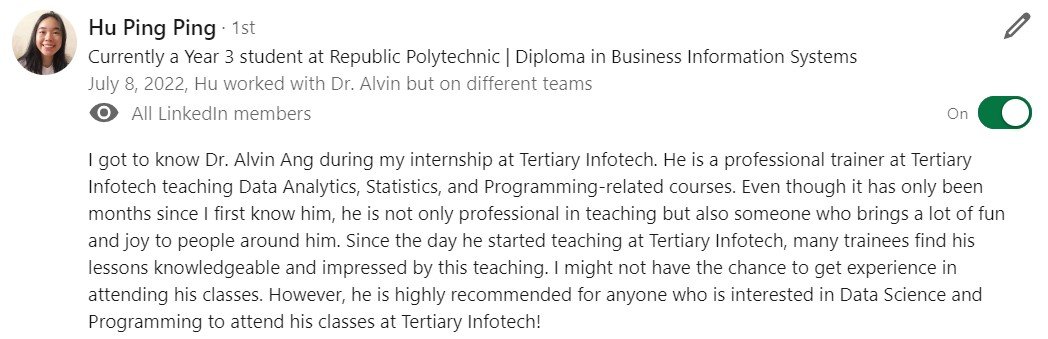 Hu Ping Ping · 1st
Currently a Year 3 student at Republic Polytechnic | Diploma in Business Information Systems
July 8, 2022, Hu worked with Dr. Alvin but on different teams
All LinkedIn members
On
I got to know Dr. Alvin Ang during my internship at Tertiary Infotech. He is a professional trainer at Tertiary
Infotech teaching Data Analytics, Statistics, and Programming-related courses. Even though it has only been
months since I first know him, he is not only professional in teaching but also someone who brings a lot of fun
and joy to people around him. Since the day he started teaching at Tertiary Infotech, many trainees find his
lessons knowledgeable and impressed by this teaching. I might not have the chance to get experience in
attending his classes. However, he is highly recommended for anyone who is interested in Data Science and
Programming to attend his classes at Tertiary Infotech!